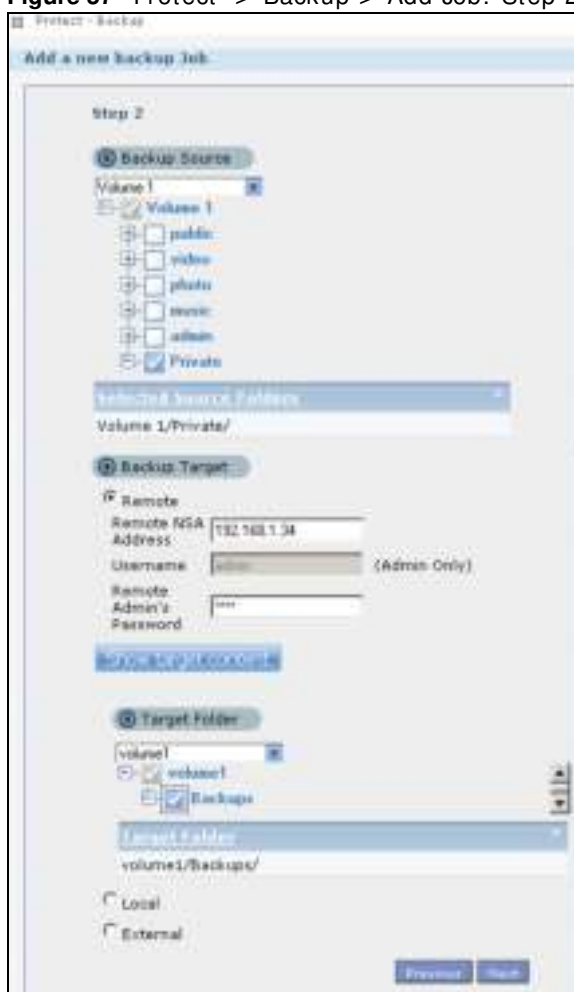 Protect > Backup > Add Job: Step 2
Protect - Backup
Add a new backup Job
Step 2
Backup Source
Volume 1
Volume 1
public
video
photo
music
admin
Private
Selected Source Folders
Volume 1/Private/
Backup Target
Remote
Remote NSA Address
192.168.1.34
Username
admin
(Admin Only)
Remote Admin's Password
****
Target Folder
volume1
volume1
Backups
Target Folder
volume1/Backups/
Local
External
Previous
Next